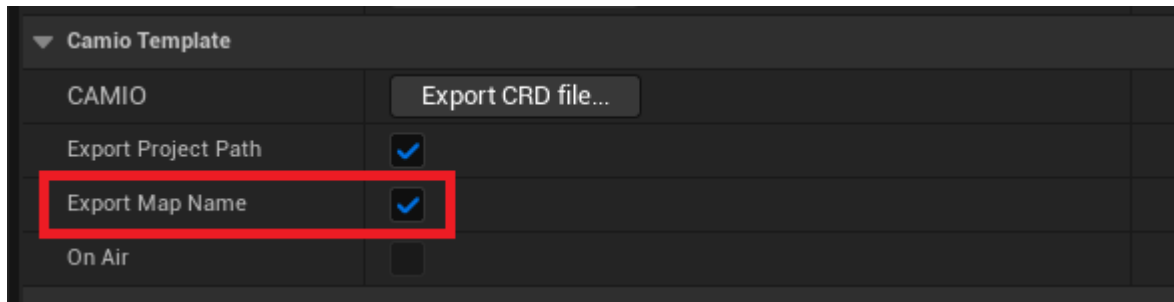 Camio Template
CAMIO Export CRD file...
Export Project Path
Export Map Name
On Air